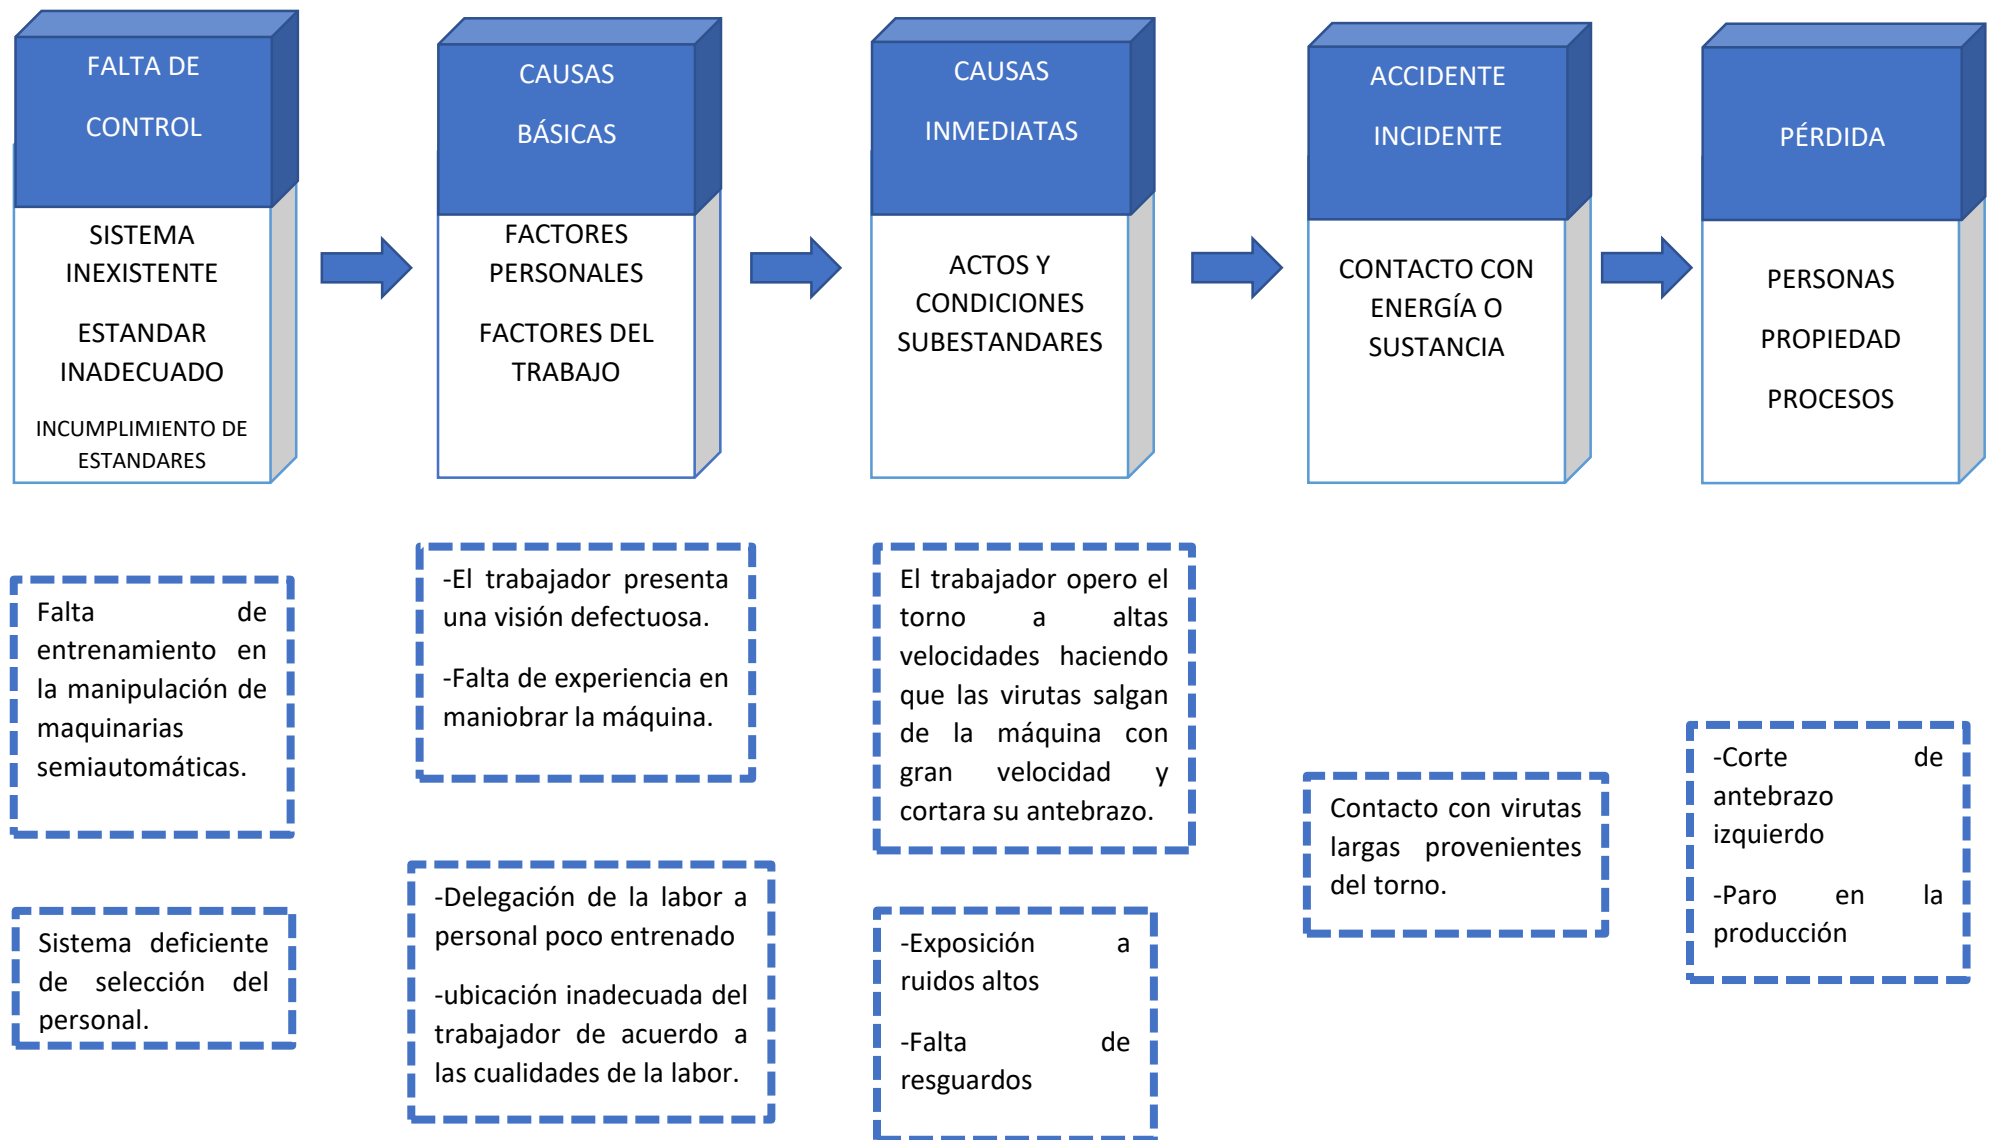 FALTA DE
CONTROL
SISTEMA
INEXISTENTE
ESTANDAR
INADECUADO
INCUMPLIMIENTO DE
ESTANDARES
CAUSAS
BÁSICAS
FACTORES
PERSONALES
FACTORES DEL
TRABAJO
CAUSAS
INMEDIATAS
ACTOS Y
CONDICIONES
SUBESTANDARES
ACCIDENTE
INCIDENTE
CONTACTO CON
ENERGÍA O
SUSTANCIA
PÉRDIDA
PERSONAS
PROPIEDAD
PROCESOS
Falta de
entrenamiento en
la manipulación de
maquinarias
semiautomáticas.
Sistema deficiente
de selección del
personal.
-El trabajador presenta
una visión defectuosa.
-Falta de experiencia en
maniobrar la máquina.
-Delegación de la labor a
personal poco entrenado
-ubicación inadecuada del
trabajador de acuerdo a
las cualidades de la labor.
El trabajador opero el
torno a altas
velocidades haciendo
que las virutas salgan
de la máquina con
gran velocidad y
cortara su antebrazo.
-Exposición a
ruidos altos
-Falta de
resguardos
Contacto con virutas
largas provenientes
del torno.
-Corte de
antebrazo
izquierdo
-Paro en la
producción